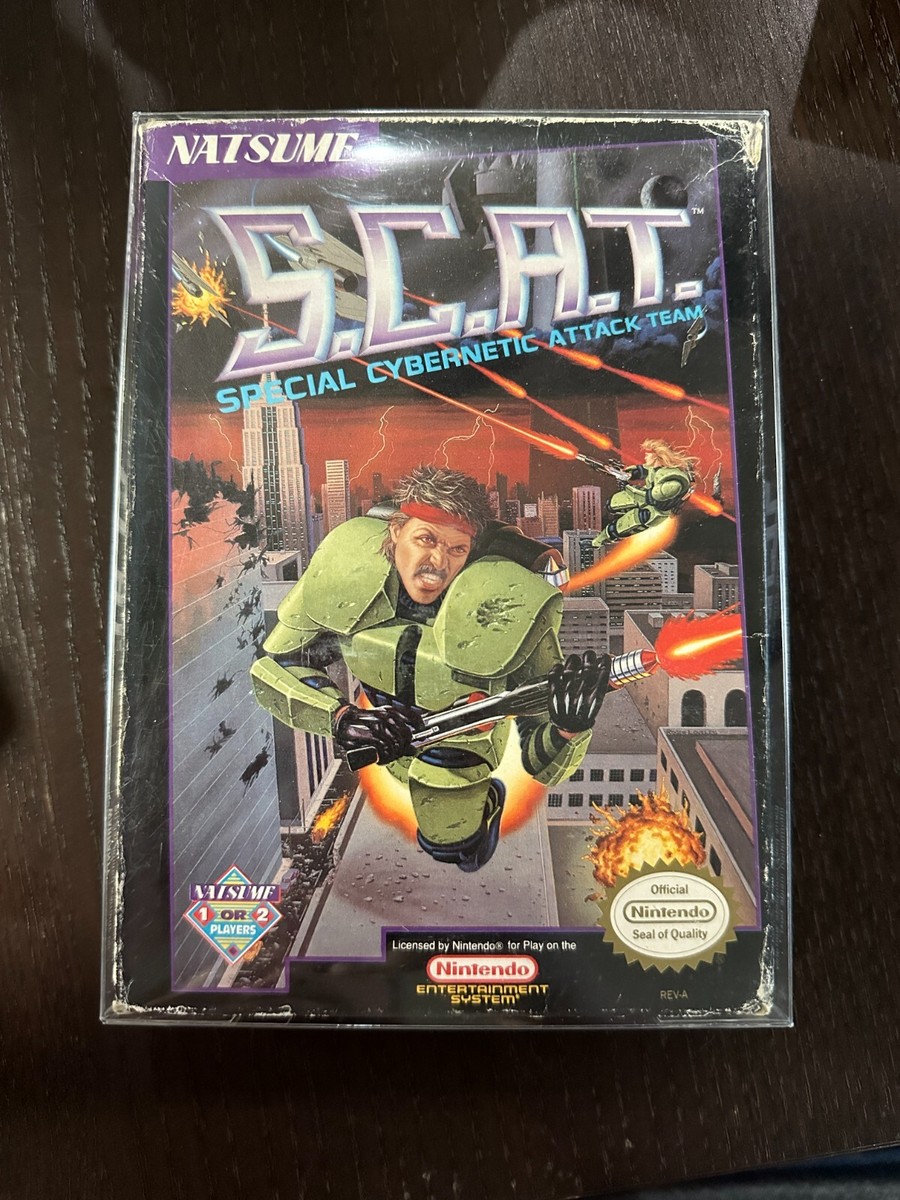 NATSUME
S.C.A.T.™
SPECIAL CYBERNETIC ATTACK TEAM
NATSUME
1 OR 2
PLAYERS
Licensed by Nintendo® for Play on the
Nintendo
ENTERTAINMENT
SYSTEM®
Official
Nintendo
Seal of Quality
REV-A